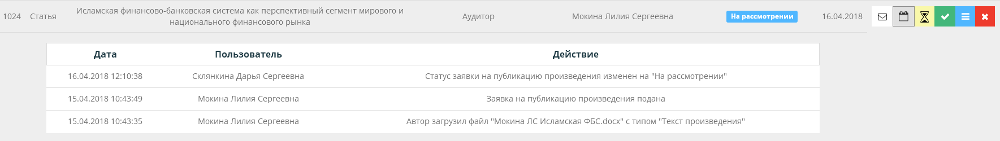 1024 Статья Исламская финансово-банковская система как перспективный сегмент мирового и национального финансового рынка Аудитор Мокина Лилия Сергеевна На рассмотрении 16.04.2018
Дата Пользователь Действие
16.04.2018 12:10:38 Склянкина Дарья Сергеевна Статус заявки на публикацию произведения изменен на "На рассмотрении"
15.04.2018 10:43:49 Мокина Лилия Сергеевна Заявка на публикацию произведения подана
15.04.2018 10:43:35 Мокина Лилия Сергеевна Автор загрузил файл "Мокина ЛС Исламская ФБС.docx" с типом "Текст произведения"